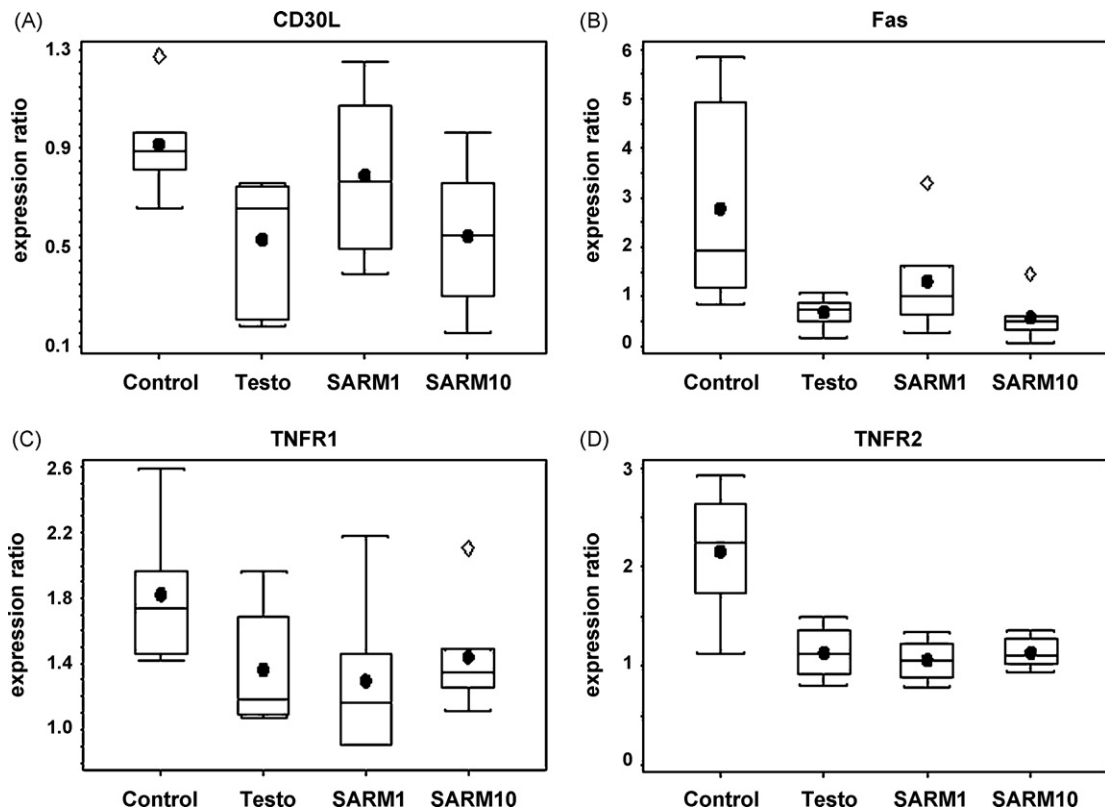 (A) CD30L
expression ratio
1.3
0.9
0.5
0.1
Control Testo SARM1 SARM10
(B) Fas
expression ratio
6
5
4
3
2
1
0
Control Testo SARM1 SARM10
(C) TNFR1
expression ratio
2.6
2.2
1.8
1.4
1.0
Control Testo SARM1 SARM10
(D) TNFR2
expression ratio
3
2
1
0
Control Testo SARM1 SARM10